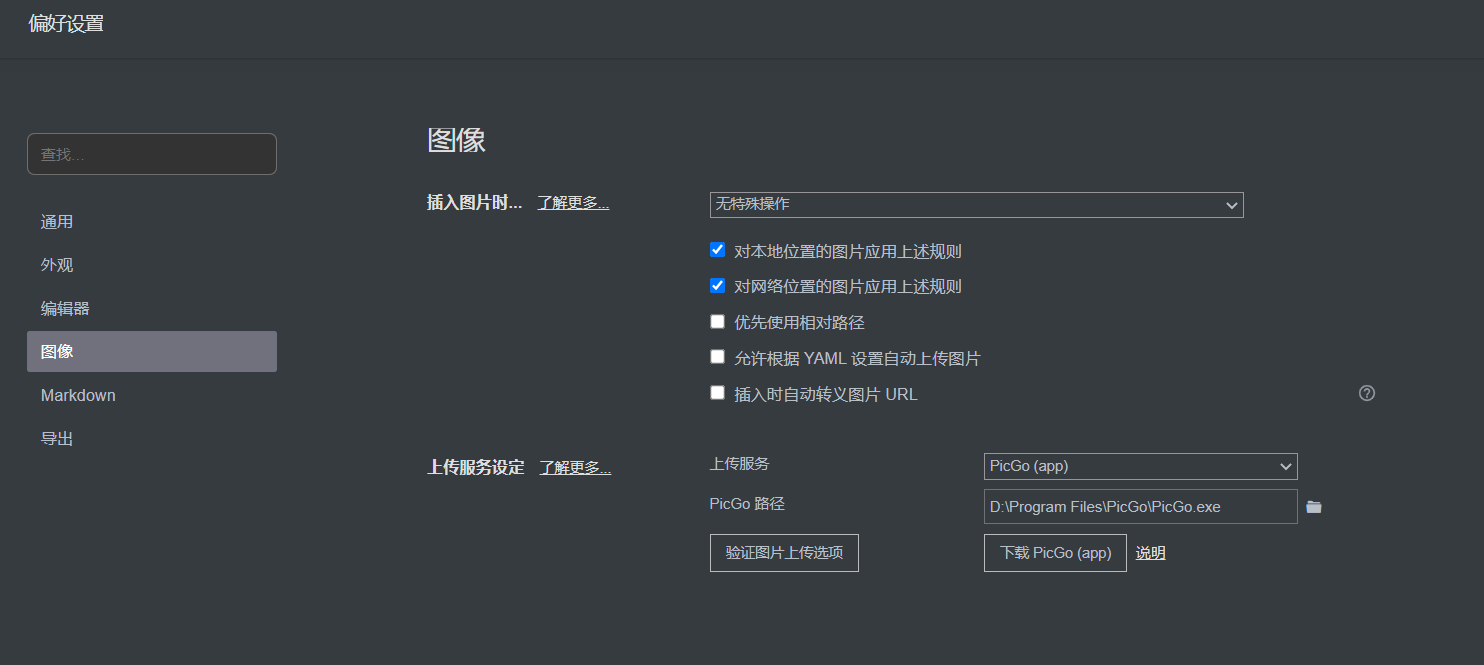 偏好设置
查找...
通用
外观
编辑器
图像
Markdown
导出
图像
插入图片时... 了解更多...
无特殊操作
对本地位置的图片应用上述规则
对网络位置的图片应用上述规则
优先使用相对路径
允许根据 YAML 设置自动上传图片
插入时自动转义图片 URL
?
上传服务设定 了解更多...
上传服务 PicGo (app)
PicGo 路径 D:\Program Files\PicGo\PicGo.exe
验证图片上传选项 下载 PicGo (app) 说明